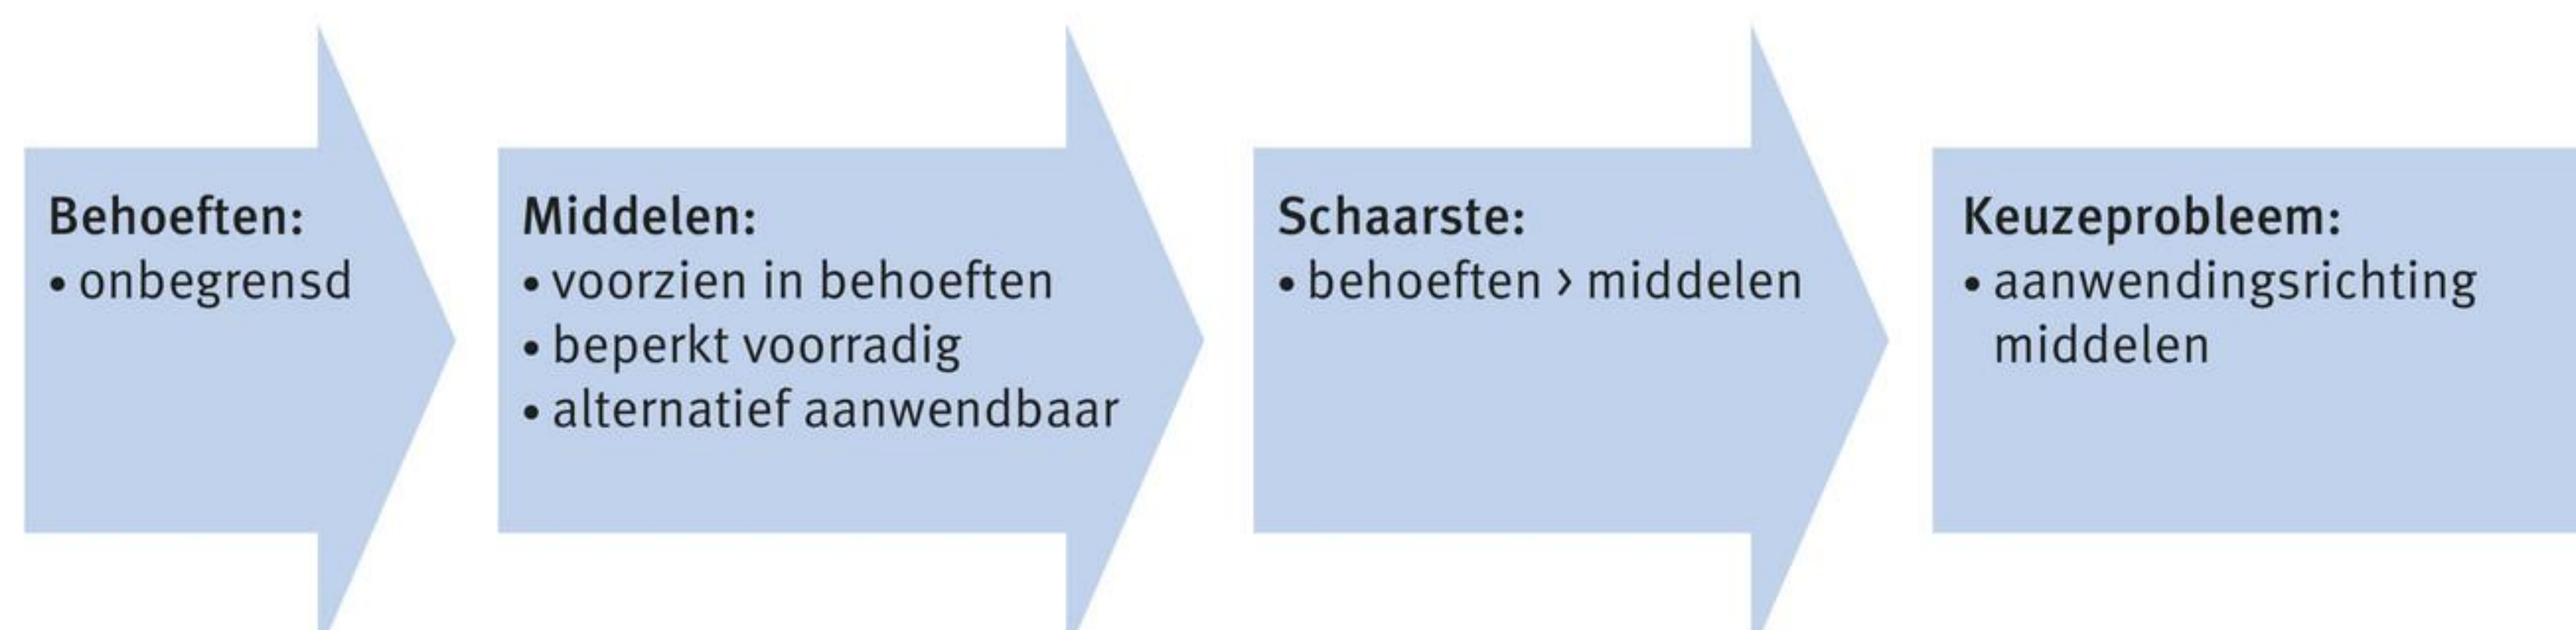 Behoeften:
• onbegrensd
Middelen:
• voorzien in behoeften
• beperkt voorradig
• alternatief aanwendbaar
Schaarste:
• behoeften > middelen
Keuzeprobleem:
• aanwendingsrichting
middelen